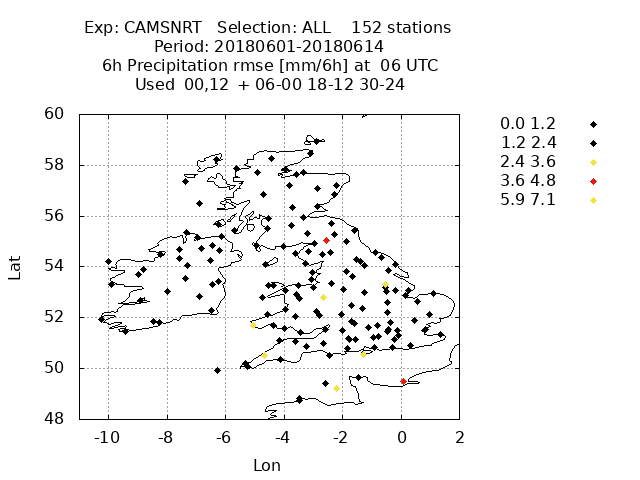 Exp: CAMSNRT   Selection: ALL    152 stations
Period: 20180601-20180614
6h Precipitation rmse [mm/6h] at  06 UTC
Used  00,12  + 06-00 18-12 30-24
60
58
56
54
52
50
48
Lat
-10 -8 -6 -4 -2 0 2
Lon
0.0 1.2
1.2 2.4
2.4 3.6
3.6 4.8
5.9 7.1